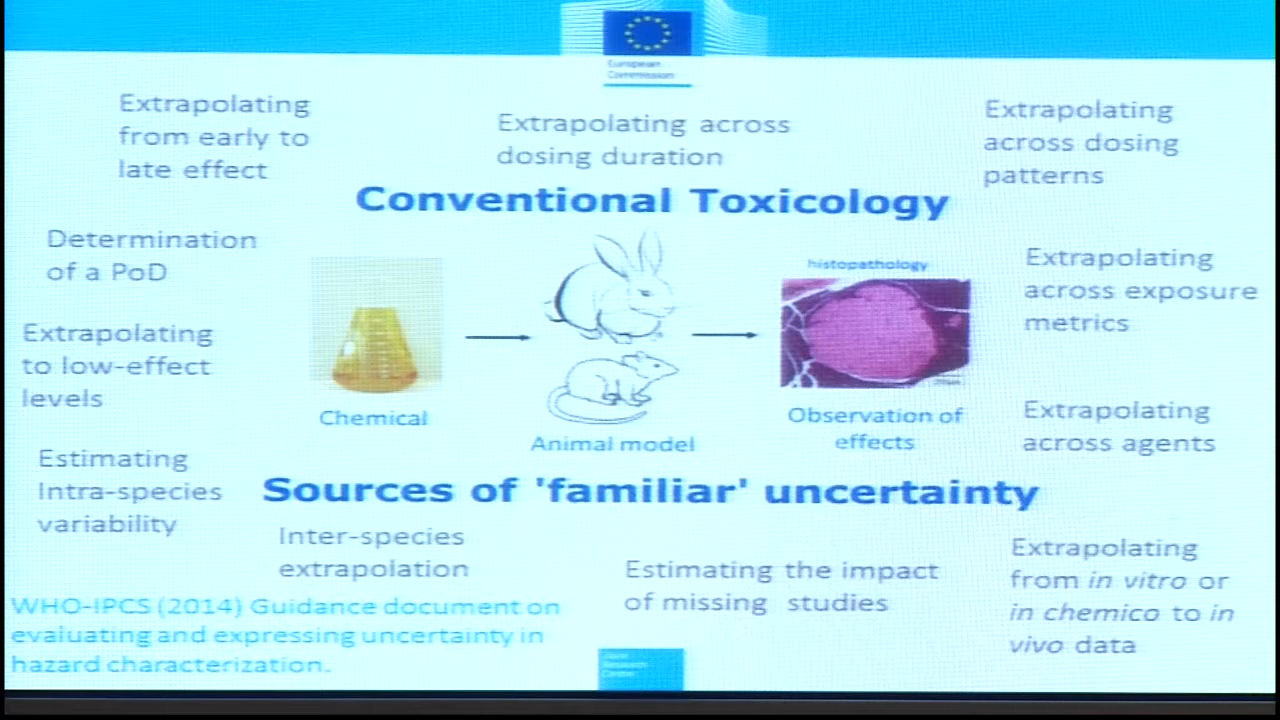 European
Commission
Extrapolating
from early to
late effect
Extrapolating across
dosing duration
Extrapolating
across dosing
patterns
Conventional Toxicology
Determination
of a PoD
histopathology
Extrapolating
across exposure
metrics
Extrapolating
to low-effect
levels
Chemical
Animal model
Observation of
effects
Extrapolating
across agents
Estimating
Intra-species
variability
Sources of 'familiar' uncertainty
Inter-species
extrapolation
Estimating the impact
of missing studies
Extrapolating
from in vitro or
in chemico to in
vivo data
WHO-IPCS (2014) Guidance document on
evaluating and expressing uncertainty in
hazard characterization.
Joint
Research
Centre